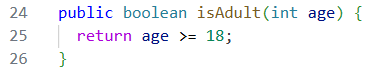 24 public boolean isAdult(int age) {
25   return age >= 18;
26 }